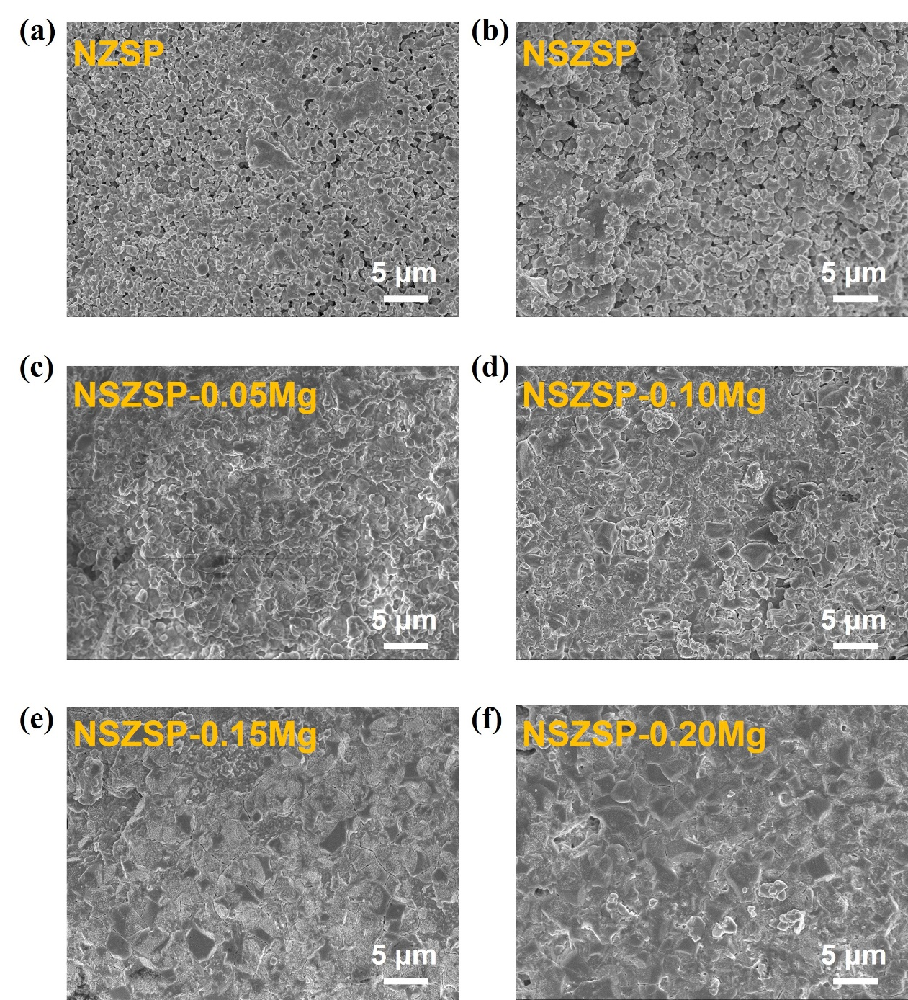 (a)
NZSP
5 μm
(b)
NSZSP
5 μm
(c)
NSZSP-0.05Mg
5 μm
(d)
NSZSP-0.10Mg
5 μm
(e)
NSZSP-0.15Mg
5 μm
(f)
NSZSP-0.20Mg
5 μm